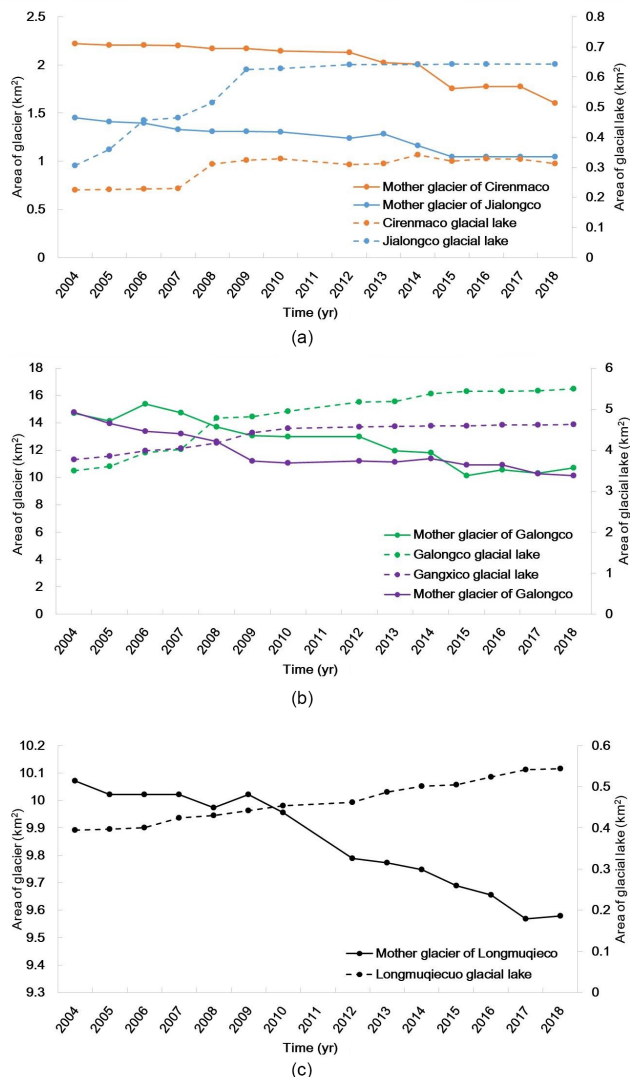 2.5
2
1.5
1
0.5
0
Area of glacier (km²)
0.8
0.7
0.6
0.5
0.4
0.3
0.2
0.1
0
Area of glacial lake (km²)
Mother glacier of Cirenmaco
Mother glacier of Jialongco
Cirenmaco glacial lake
Jialongco glacial lake
2004 2005 2006 2007 2008 2009 2010 2011 2012 2013 2014 2015 2016 2017 2018
Time (yr)
(a)
18
16
14
12
10
8
6
4
2
0
Area of glacier (km²)
6
5
4
3
2
1
0
Area of glacial lake (km²)
Mother glacier of Galongco
Galongco glacial lake
Gangxico glacial lake
Mother glacier of Galongco
2004 2005 2006 2007 2008 2009 2010 2011 2012 2013 2014 2015 2016 2017 2018
Time (yr)
(b)
10.2
10.1
10
9.9
9.8
9.7
9.6
9.5
9.4
9.3
Area of glacier (km²)
0.6
0.5
0.4
0.3
0.2
0.1
0
Area of glacial lake (km²)
Mother glacier of Longmuqieco
Longmuqiecuo glacial lake
2004 2005 2006 2007 2008 2009 2010 2011 2012 2013 2014 2015 2016 2017 2018
Time (yr)
(c)